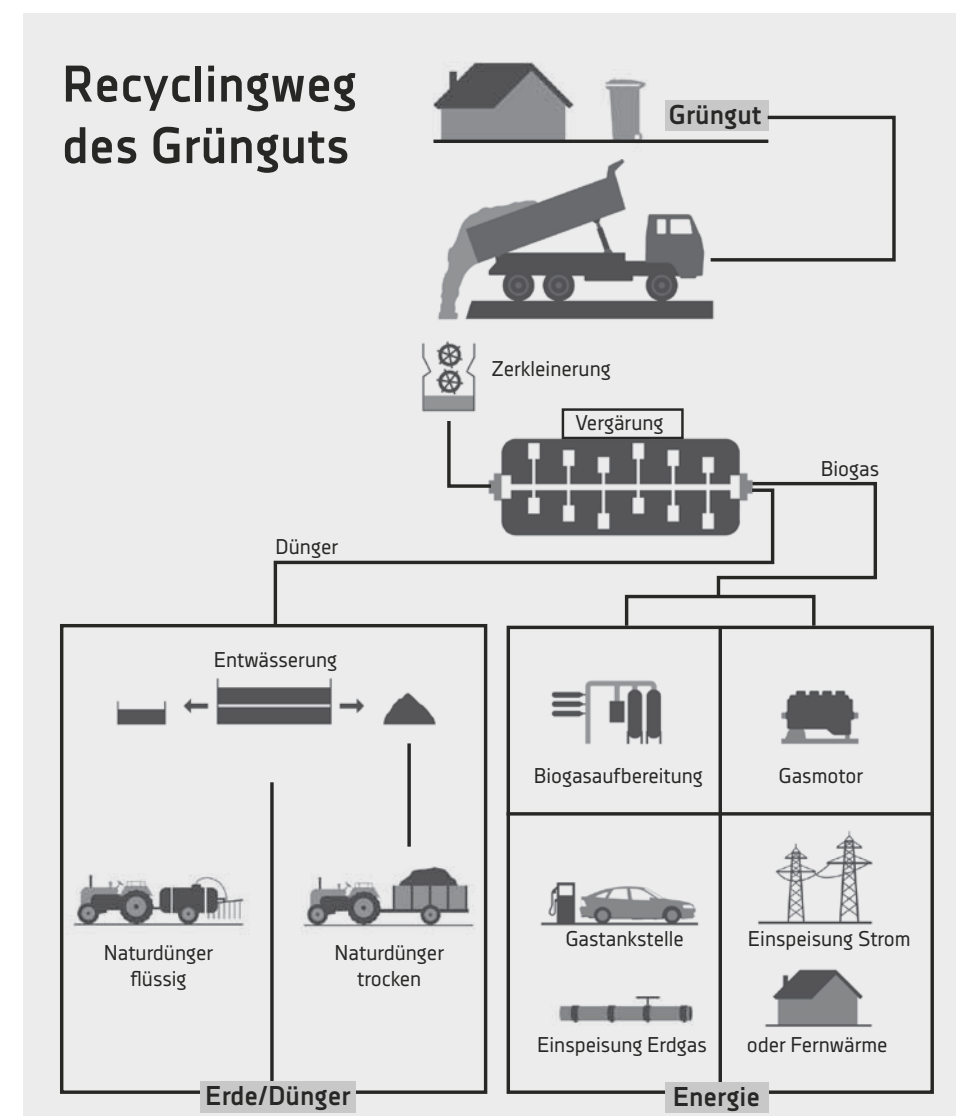 Recyclingweg
des Grünguts
Grüngut
Zerkleinerung
Vergärung
Biogas
Dünger
Entwässerung
Naturdünger
flüssig
Naturdünger
trocken
Erde/Dünger
Biogasaufbereitung
Gasmotor
Gastankstelle
Einspeisung Strom
Einspeisung Erdgas
oder Fernwärme
Energie